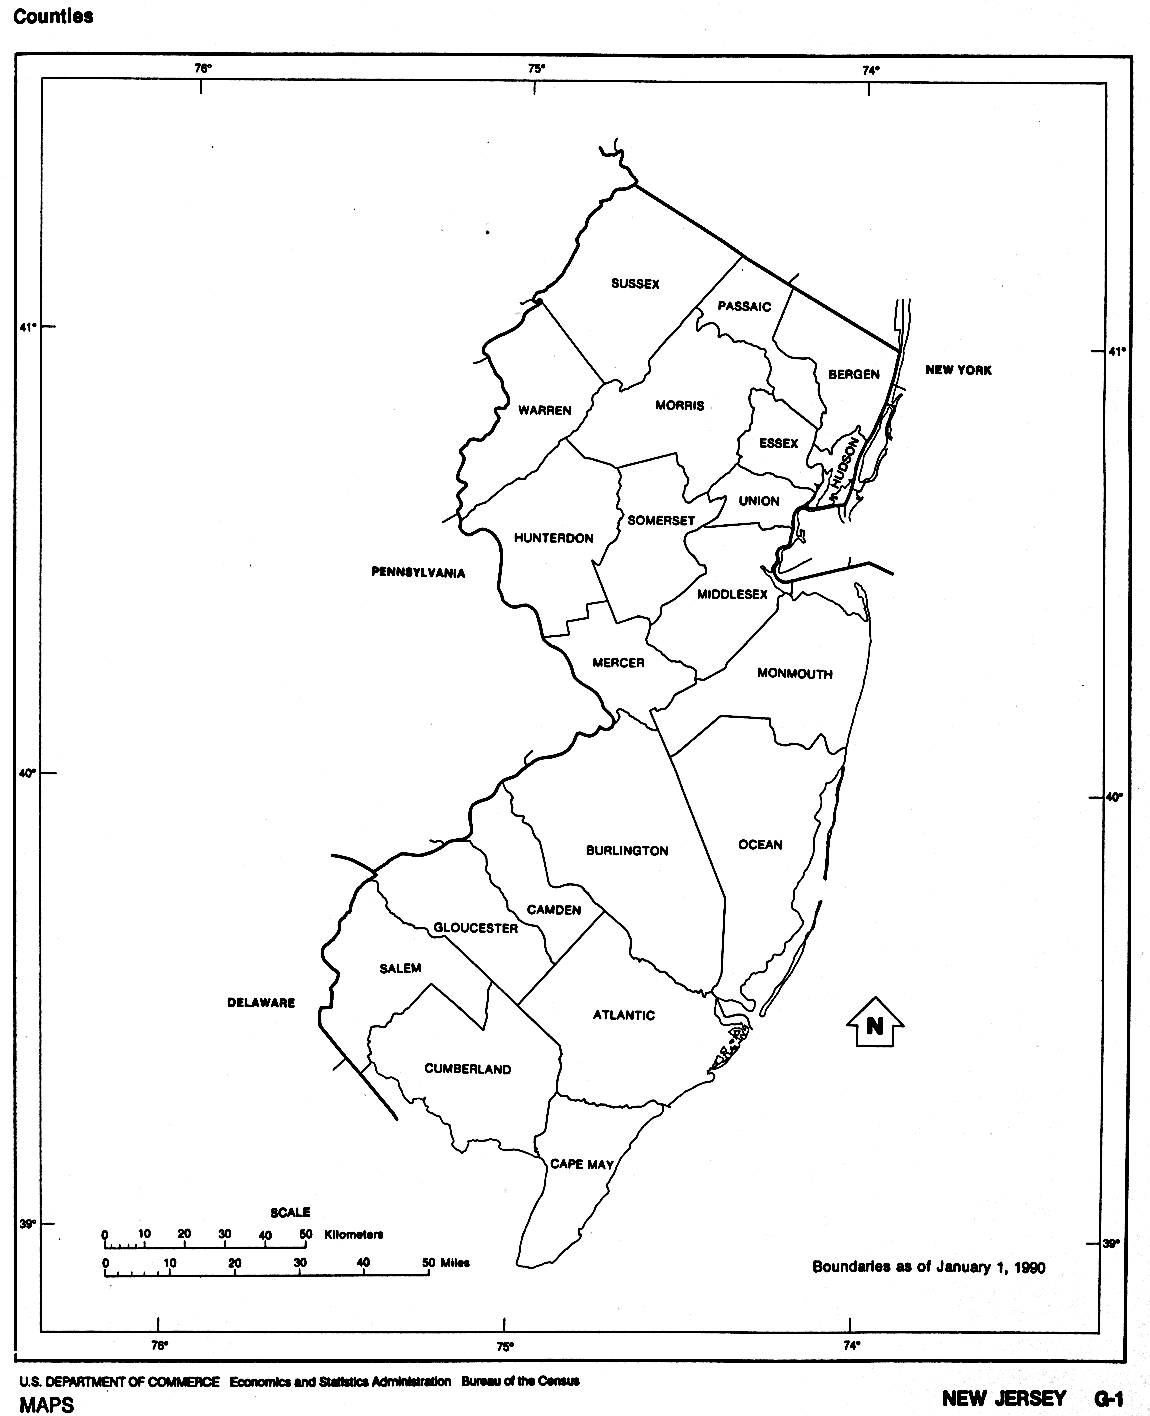 Counties
76° 75° 74°
SUSSEX
PASSAIC
41°
41°
BERGEN
NEW YORK
WARREN
MORRIS
ESSEX
HUDSON
UNION
SOMERSET
HUNTERDON
SI
PENNSYLVANIA
MIDDLESEX
MERCER
MONMOUTH
40°
40°
OCEAN
BURLINGTON
CAMDEN
GLOUCESTER
SALEM
DELAWARE
ATLANTIC
N
CUMBERLAND
CAPE MAY
SCALE
39°
0 10 20 30 40 50 Kilometers
39°
0 10 20 30 40 50 Miles
Boundaries as of January 1, 1990
76° 75° 74°
U.S. DEPARTMENT OF COMMERCE Economics and Statistics Administration Bureau of the Census
MAPS
NEW JERSEY G-1